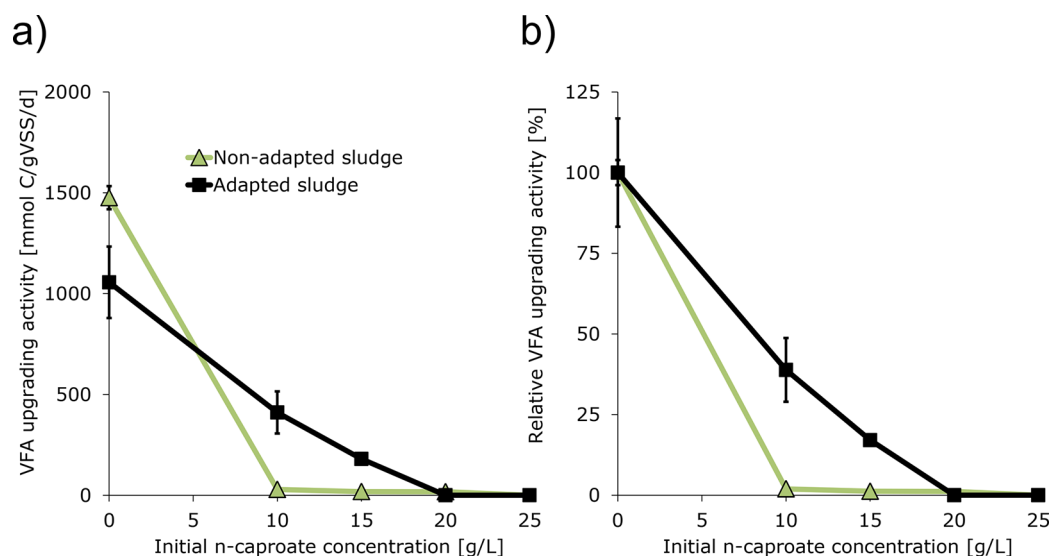 a)
VFA upgrading activity [mmol C/gVSS/d]
2000
1500
1000
500
0
Non-adapted sludge
Adapted sludge
0 5 10 15 20 25
Initial n-caproate concentration [g/L]
b)
Relative VFA upgrading activity [%]
125
100
75
50
25
0
0 5 10 15 20 25
Initial n-caproate concentration [g/L]